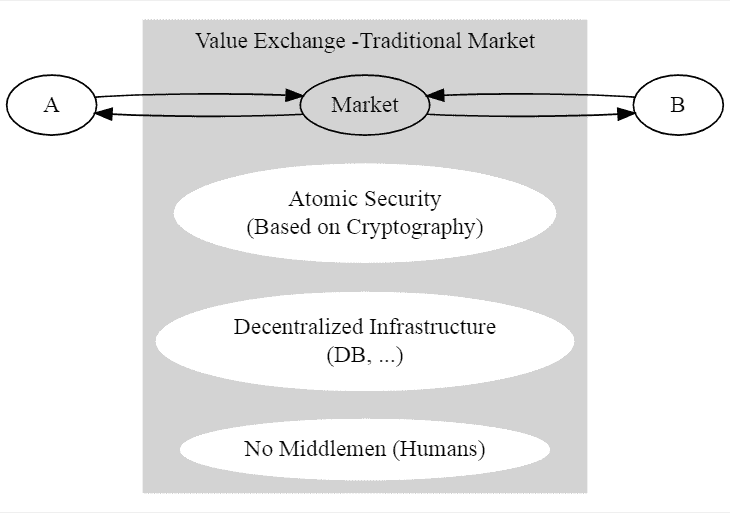 Value Exchange -Traditional Market
A
Market
B
Atomic Security
(Based on Cryptography)
Decentralized Infrastructure
(DB, ...)
No Middlemen (Humans)